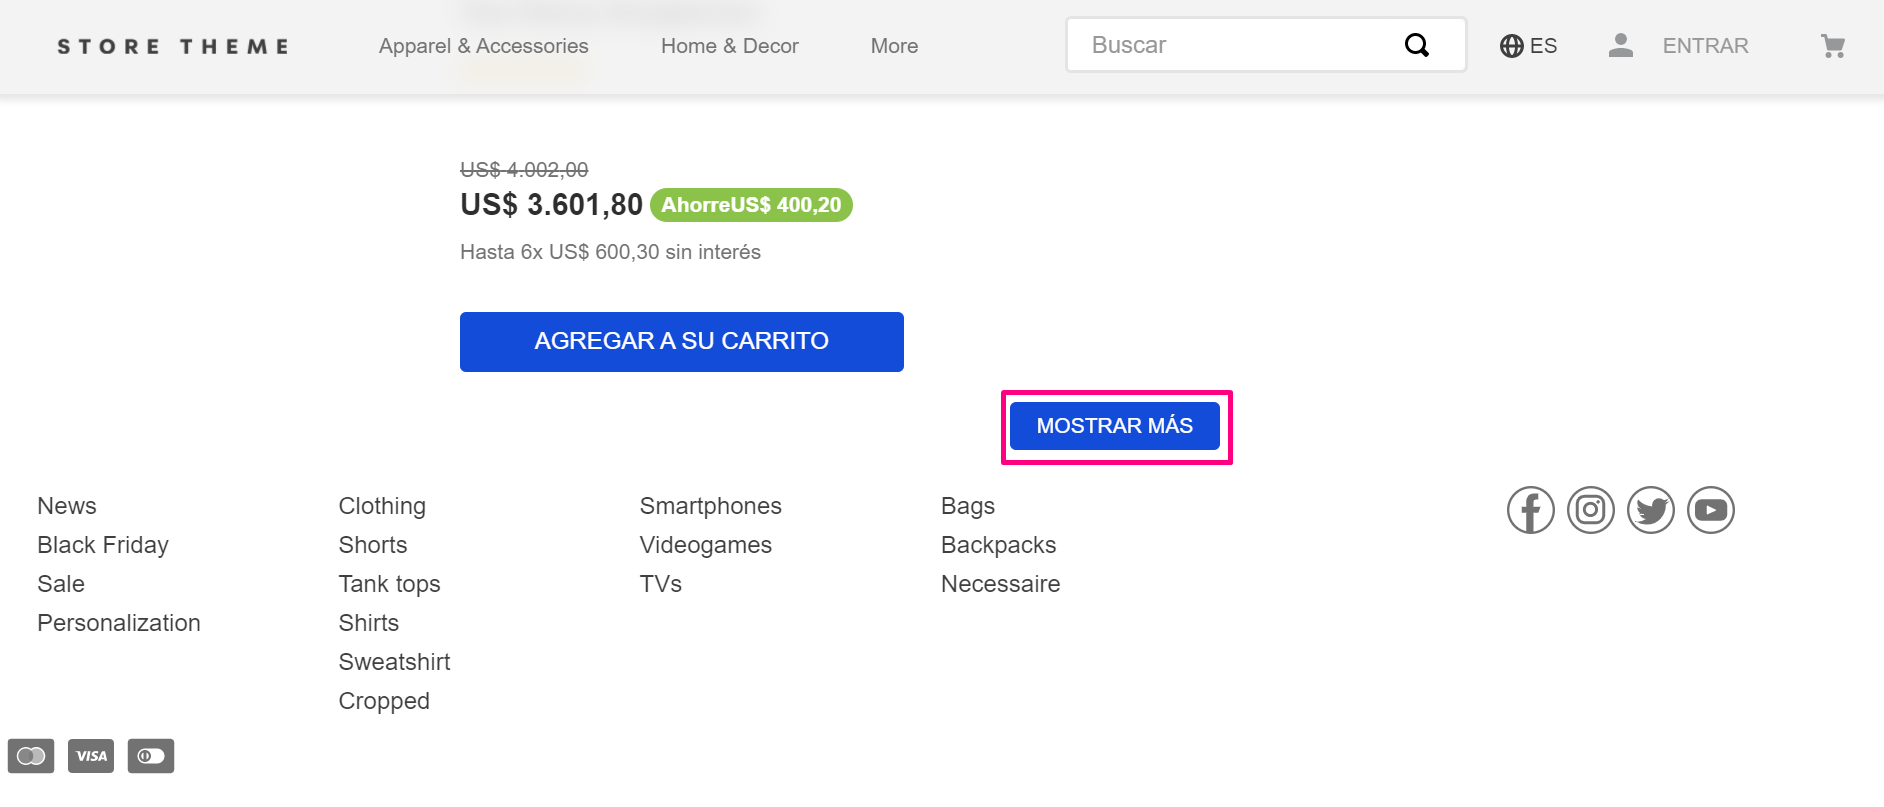 STORE THEME
Apparel & Accessories
Home & Decor
More
Buscar
ES
ENTRAR
US$ 4.002,00
US$ 3.601,80 AhorreUS$ 400,20
Hasta 6x US$ 600,30 sin interés
AGREGAR A SU CARRITO
MOSTRAR MÁS
News
Black Friday
Sale
Personalization
Clothing
Shorts
Tank tops
Shirts
Sweatshirt
Cropped
Smartphones
Videogames
TVs
Bags
Backpacks
Necessaire
VISA